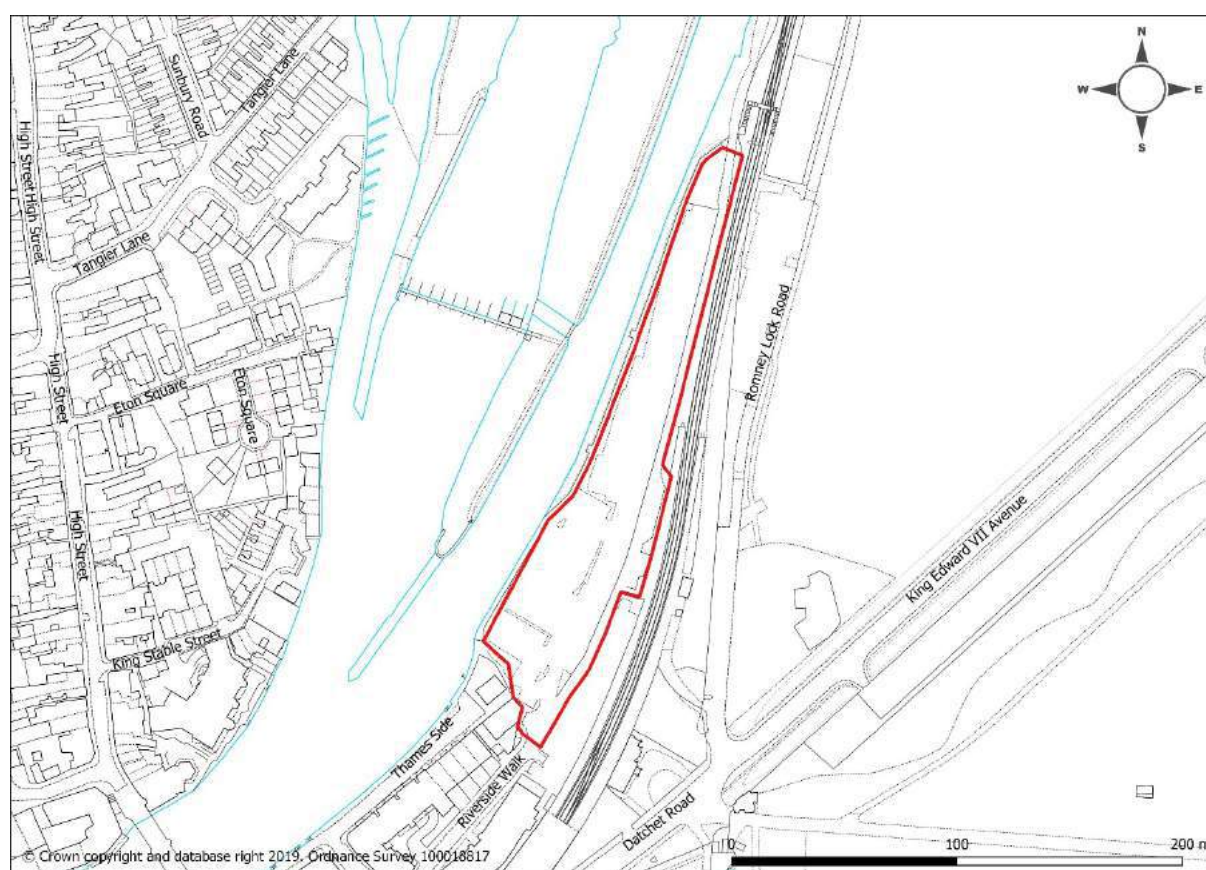 Sunbury Road
Tangler Lane
High Street
High Street
Tangler Lane
Eton Square
Eton Square
High Street
High Street
King Stable Street
Thames Side
Riverside Walk
Romney Lock Road
King Edward VII Avenue
Datchet Road
N
W
E
S
0
100
200 m
© Crown copyright and database right 2019. Ordnance Survey 100018817